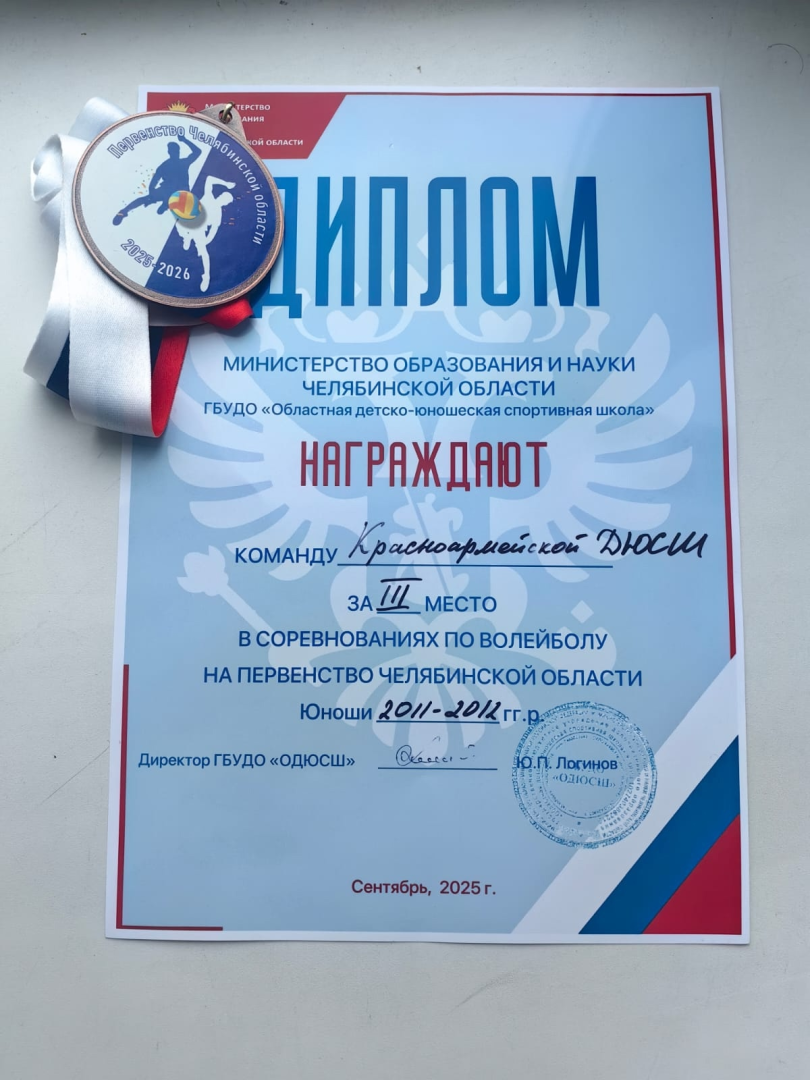 Первенство Челябинской области
2025-2026
МИНИСТЕРСТВО
ОБРАЗОВАНИЯ
ОБЛАСТИ
ДИПЛОМ
МИНИСТЕРСТВО ОБРАЗОВАНИЯ И НАУКИ
ЧЕЛЯБИНСКОЙ ОБЛАСТИ
ГБУДО «Областная детско-юношеская спортивная школа»
НАГРАЖДАЮТ
КОМАНДУ Красноармейской ДЮСШ
ЗА III МЕСТО
В СОРЕВНОВАНИЯХ ПО ВОЛЕЙБОЛУ
НА ПЕРВЕНСТВО ЧЕЛЯБИНСКОЙ ОБЛАСТИ
Юноши 2011-2012 гг.р.
Директор ГБУДО «ОДЮСШ» Ю.П. Логинов
"ОДЮСШ"
Сентябрь, 2025 г.